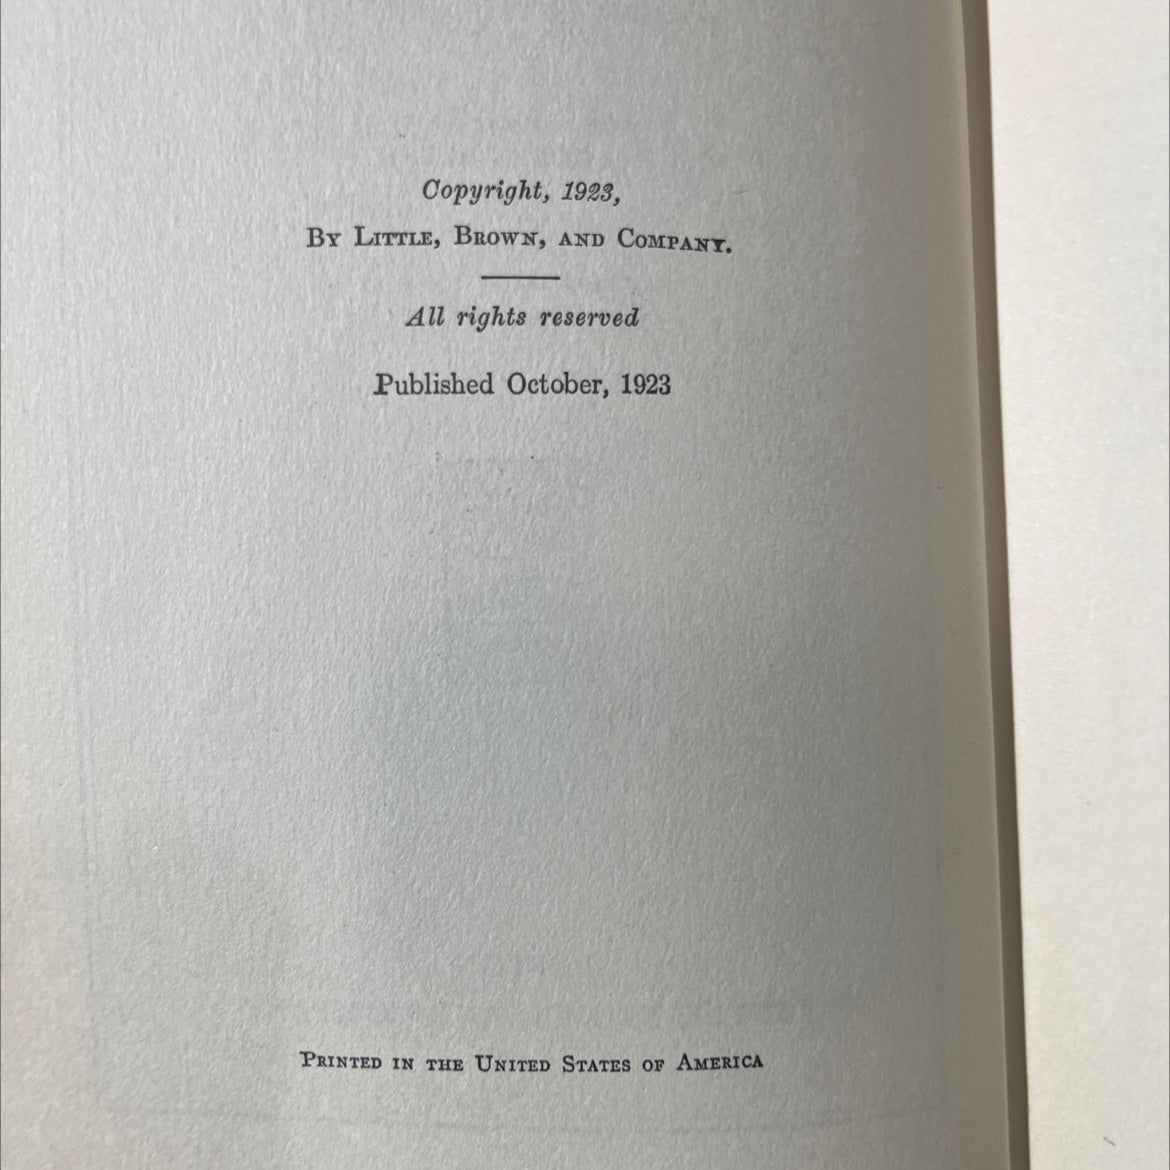 Copyright, 1923,
By Little, Brown, and Company.
All rights reserved
Published October, 1923
Printed in the United States of America